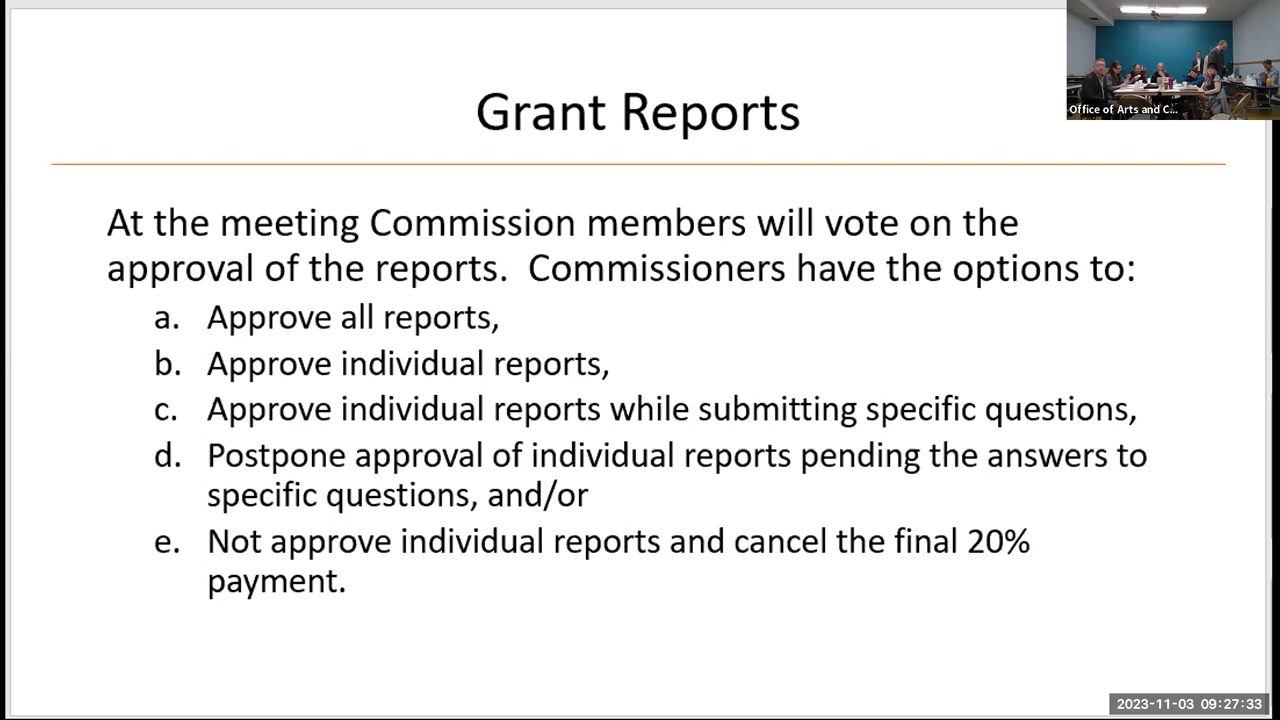 Grant Reports
Office of Arts and C...
At the meeting Commission members will vote on the
approval of the reports.  Commissioners have the options to:
a. Approve all reports,
b. Approve individual reports,
c. Approve individual reports while submitting specific questions,
d. Postpone approval of individual reports pending the answers to
specific questions, and/or
e. Not approve individual reports and cancel the final 20%
payment.
2023-11-03 09:27:33